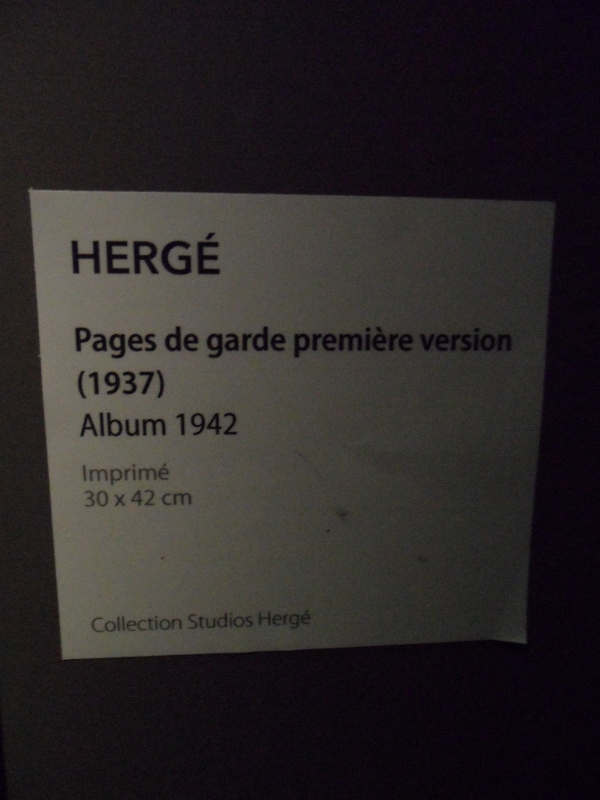 HERGÉ
Pages de garde première version
(1937)
Album 1942
Imprimé
30 x 42 cm
Collection Studios Hergé